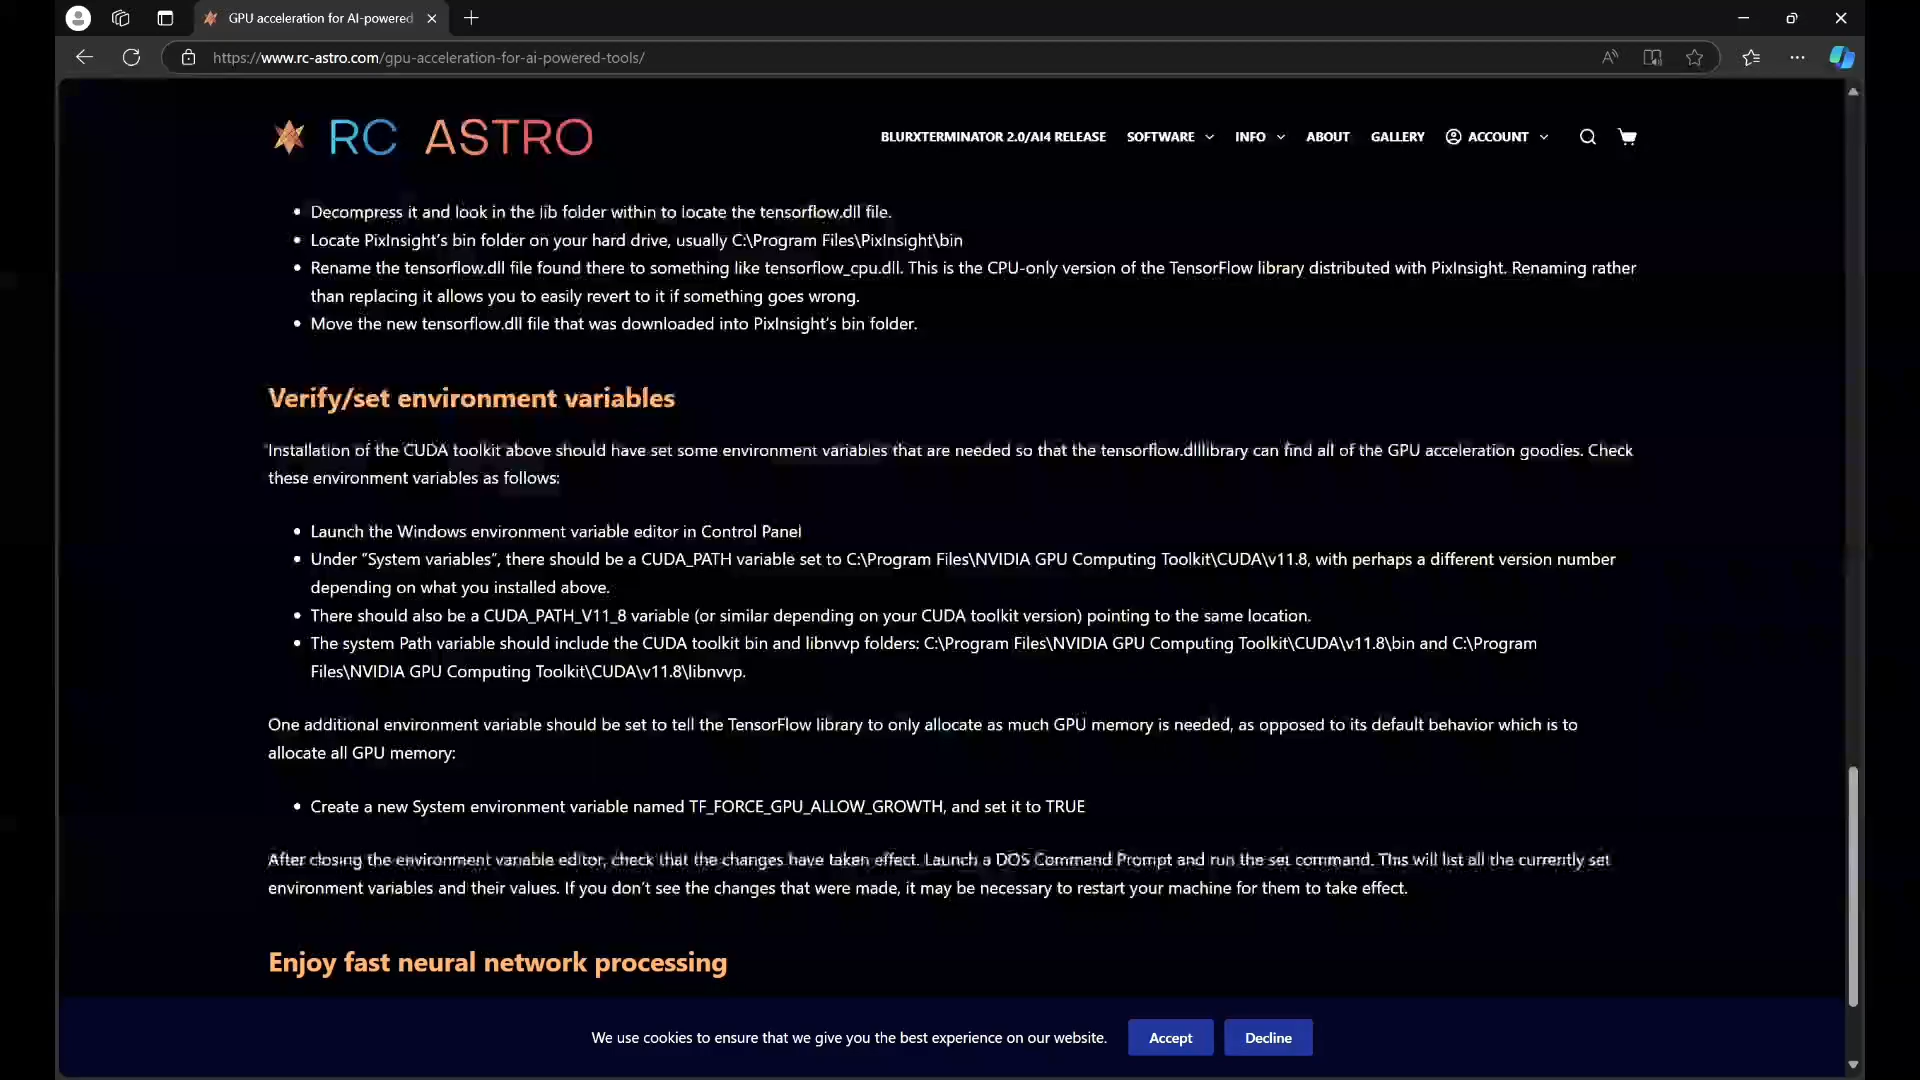 GPU acceleration for AI-powered
https://www.rc-astro.com/gpu-acceleration-for-ai-powered-tools/
RC ASTRO
BLURXTERMINATOR 2.0/AI4 RELEASE SOFTWARE INFO ABOUT GALLERY ACCOUNT
• Decompress it and look in the lib folder within to locate the tensorflow.dll file.
• Locate PixInsight's bin folder on your hard drive, usually C:\Program Files\PixInsight\bin
• Rename the tensorflow.dll file found there to something like tensorflow_cpu.dll. This is the CPU-only version of the TensorFlow library distributed with PixInsight. Renaming rather
than replacing it allows you to easily revert to it if something goes wrong.
• Move the new tensorflow.dll file that was downloaded into PixInsight's bin folder.
Verify/set environment variables
Installation of the CUDA toolkit above should have set some environment variables that are needed so that the tensorflow.dlllibrary can find all of the GPU acceleration goodies. Check
these environment variables as follows:
• Launch the Windows environment variable editor in Control Panel
• Under "System variables", there should be a CUDA_PATH variable set to C:\Program Files\NVIDIA GPU Computing Toolkit\CUDA\v11.8, with perhaps a different version number
depending on what you installed above.
• There should also be a CUDA_PATH_V11_8 variable (or similar depending on your CUDA toolkit version) pointing to the same location.
• The system Path variable should include the CUDA toolkit bin and libnvvp folders: C:\Program Files\NVIDIA GPU Computing Toolkit\CUDA\v11.8\bin and C:\Program
Files\NVIDIA GPU Computing Toolkit\CUDA\v11.8\libnvvp.
One additional environment variable should be set to tell the TensorFlow library to only allocate as much GPU memory is needed, as opposed to its default behavior which is to
allocate all GPU memory:
• Create a new System environment variable named TF_FORCE_GPU_ALLOW_GROWTH, and set it to TRUE
After closing the environment variable editor, check that the changes have taken effect. Launch a DOS Command Prompt and run the set command. This will list all the currently set
environment variables and their values. If you don't see the changes that were made, it may be necessary to restart your machine for them to take effect.
Enjoy fast neural network processing
We use cookies to ensure that we give you the best experience on our website. Accept Decline